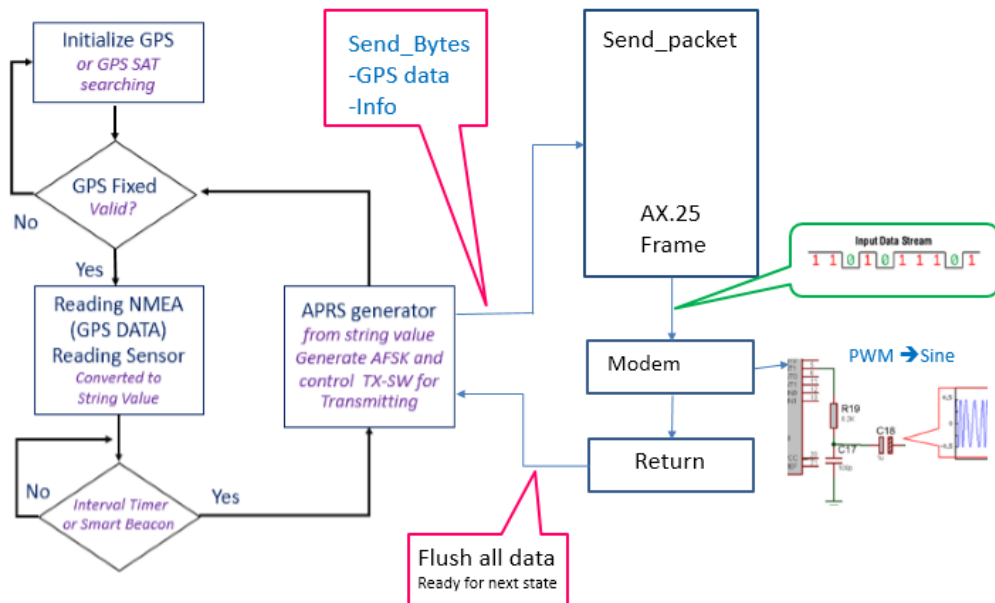 Initialize GPS
or GPS SAT
searching
GPS Fixed
Valid?
No
Yes
Reading NMEA
(GPS DATA)
Reading Sensor
Converted to
String Value
No
Interval Timer
or Smart Beacon
Yes
APRS generator
from string value
Generate AFSK and
control TX-SW for
Transmitting
Send_Bytes
-GPS data
-Info
Send_packet
AX.25
Frame
Input Data Stream
1 1 0 1 0 1 1 1 0 1
Modem
PWM ➔Sine
R19
C18
C17
Return
Flush all data
Ready for next state